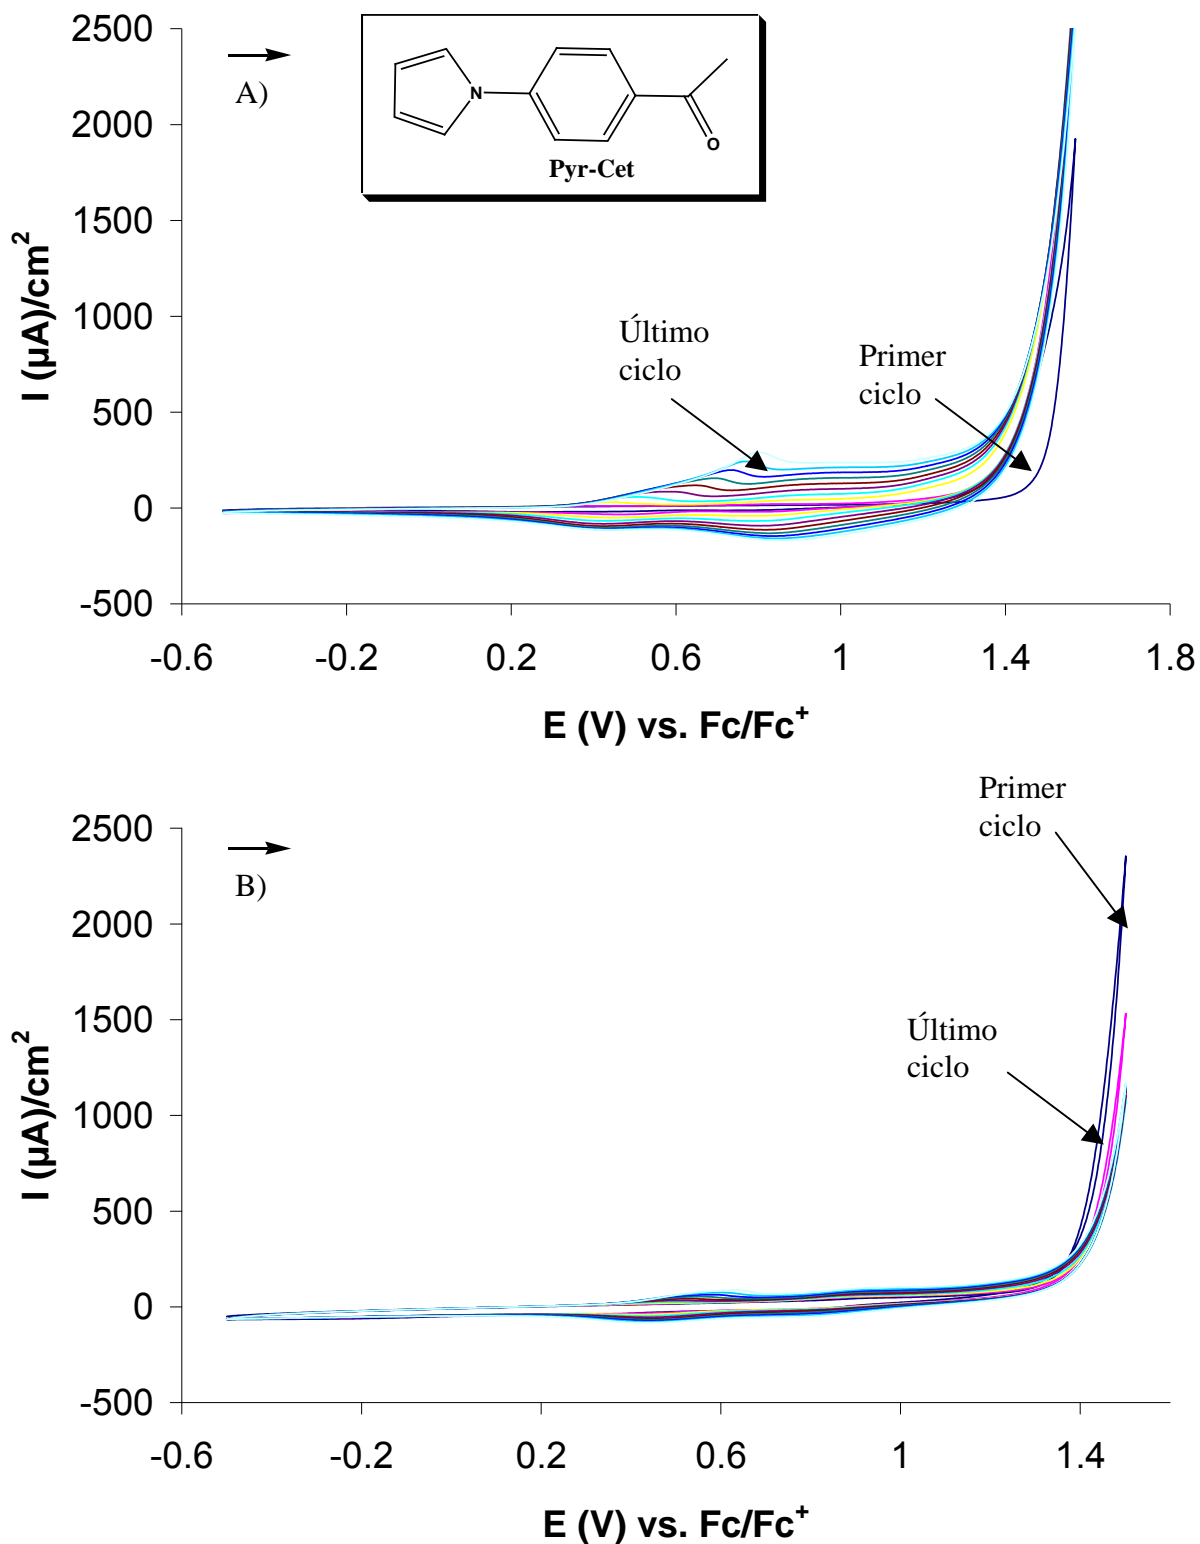 2500
2000
1500
1000
500
0
-500
I (µA)/cm²
A)
N
O
Pyr-Cet
Último
ciclo
Primer
ciclo
-0.6 -0.2 0.2 0.6 1 1.4 1.8
E (V) vs. Fc/Fc⁺
Primer
ciclo
2500
2000
1500
1000
500
0
-500
I (µA)/cm²
B)
Último
ciclo
-0.6 -0.2 0.2 0.6 1 1.4
E (V) vs. Fc/Fc⁺